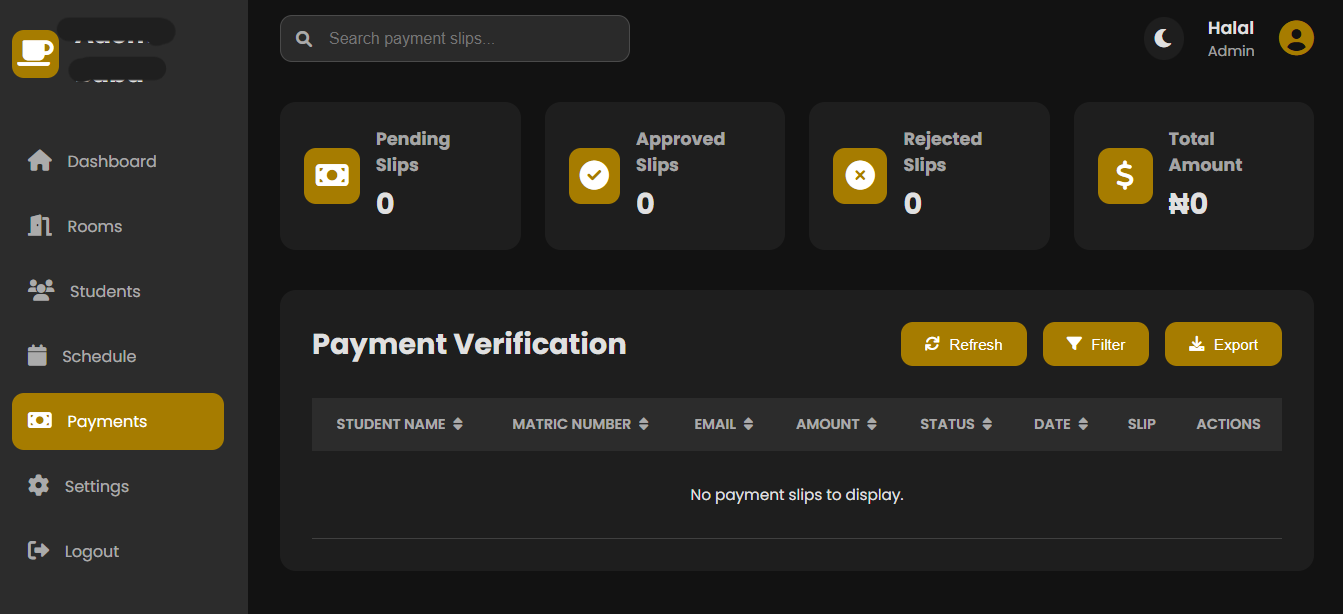 Search payment slips...
Halal
Admin
Dashboard
Rooms
Students
Schedule
Payments
Settings
Logout
Pending
Slips
0
Approved
Slips
0
Rejected
Slips
0
Total
Amount
₦0
Payment Verification
Refresh
Filter
Export
STUDENT NAME MATRIC NUMBER EMAIL AMOUNT STATUS DATE SLIP ACTIONS
No payment slips to display.